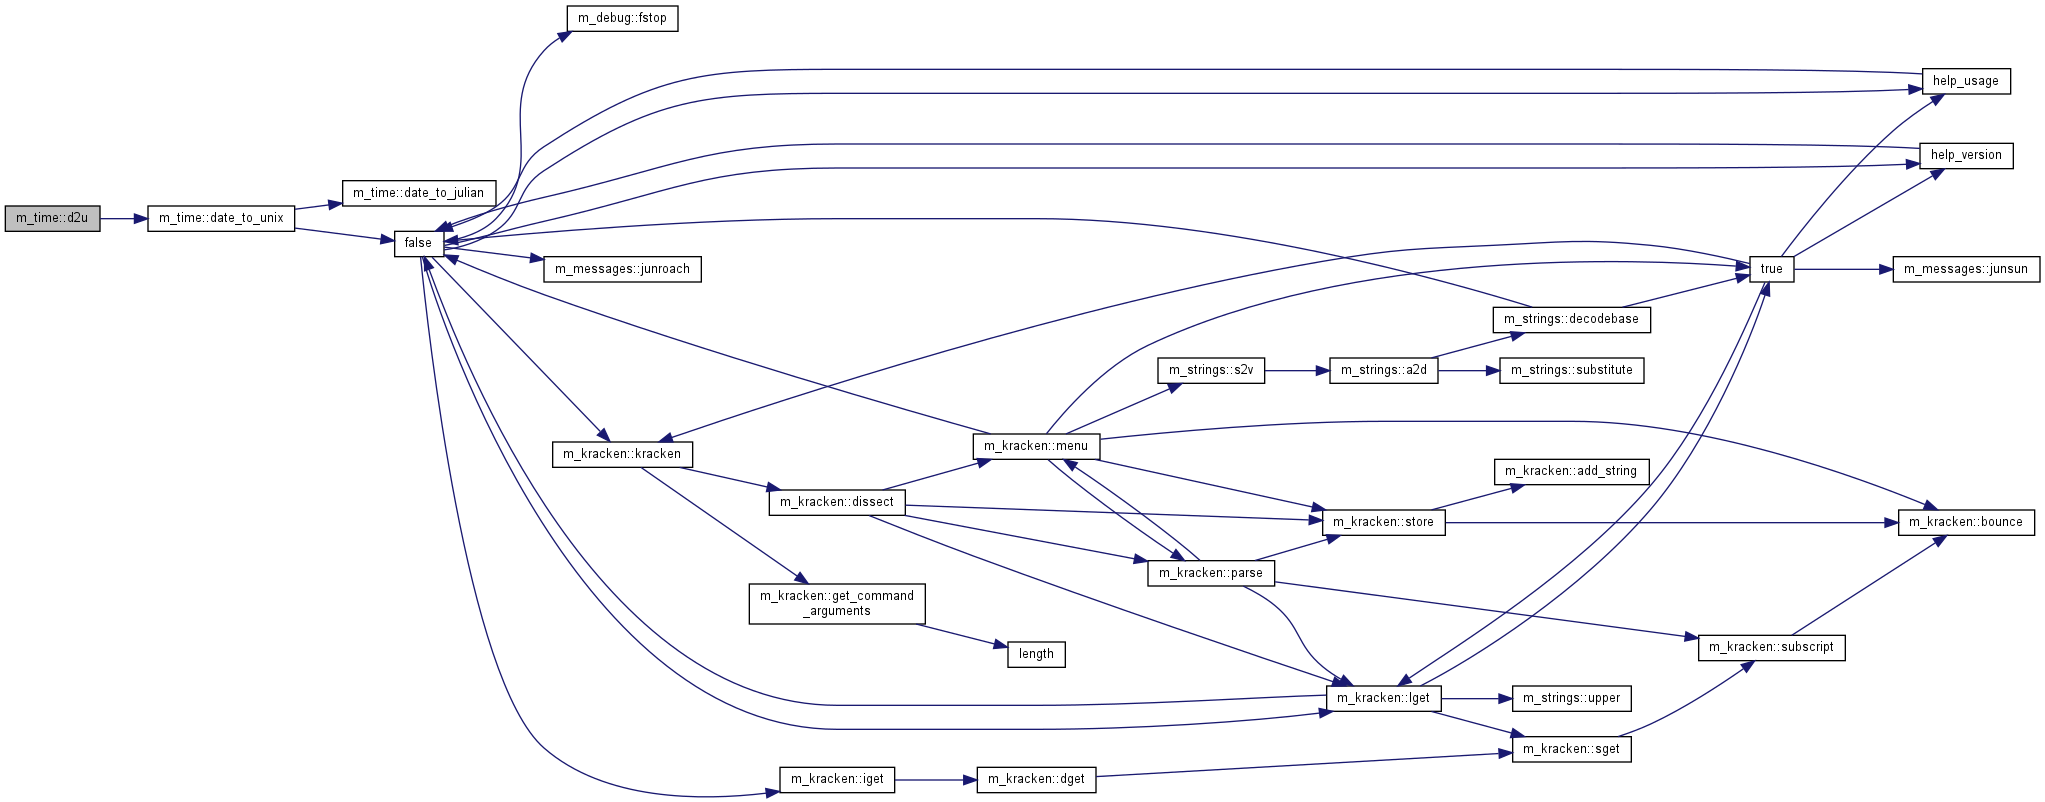 m_debug::fstop
help_usage
help_version
m_time::date_to_julian
m_time::d2u
m_time::date_to_unix
false
m_messages::junroach
true
m_messages::junsun
m_strings::decodebase
m_strings::s2v
m_strings::a2d
m_strings::substitute
m_kracken::menu
m_kracken::kracken
m_kracken::add_string
m_kracken::dissect
m_kracken::store
m_kracken::bounce
m_kracken::parse
m_kracken::get_command
_arguments
length
m_kracken::subscript
m_kracken::lget
m_strings::upper
m_kracken::sget
m_kracken::iget
m_kracken::dget